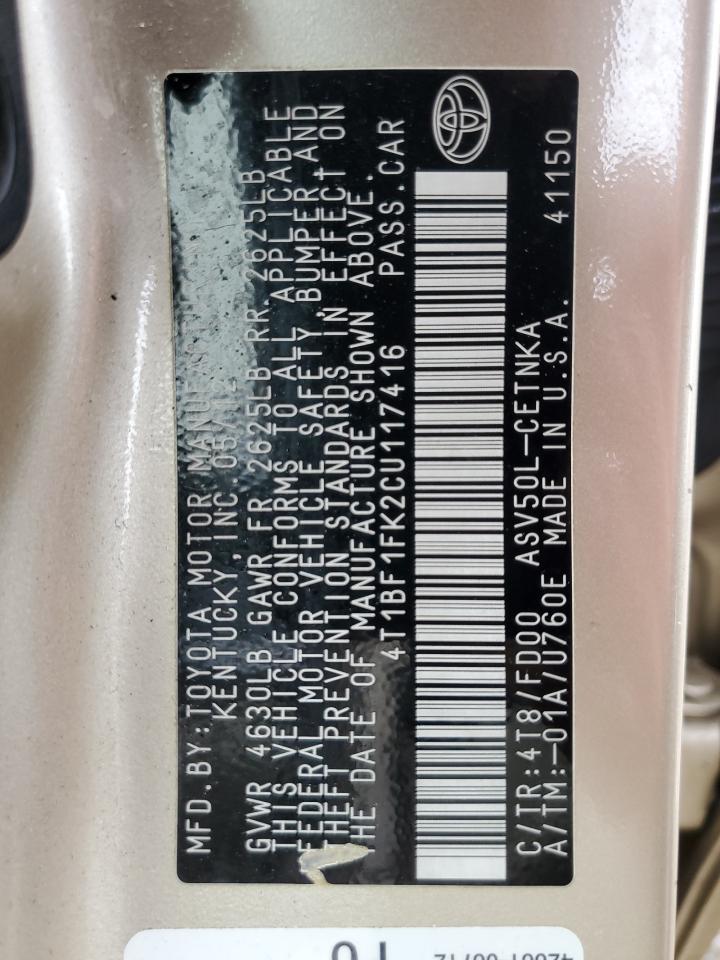 MFD.BY:TOYOTA MOTOR MANUFACTURING
KENTUCKY,INC.05/12
GVWR 4630LB GAWR,FR 2625LB RR 2625LB
THIS VEHICLE CONFORMS TO ALL APPLICABLE
FEDERAL MOTOR VEHICLE SAFETY, BUMPER, AND
THEFT PREVENTION STANDARDS IN EFFECT ON
THE DATE OF MANUFACTURE SHOWN ABOVE.
4T1BF1FK2CU117416 PASS.CAR
C/TR:4T8/FD00 ASV50L-CETNKA 41150
A/TM:-01A/U760E MADE IN U.S.A.